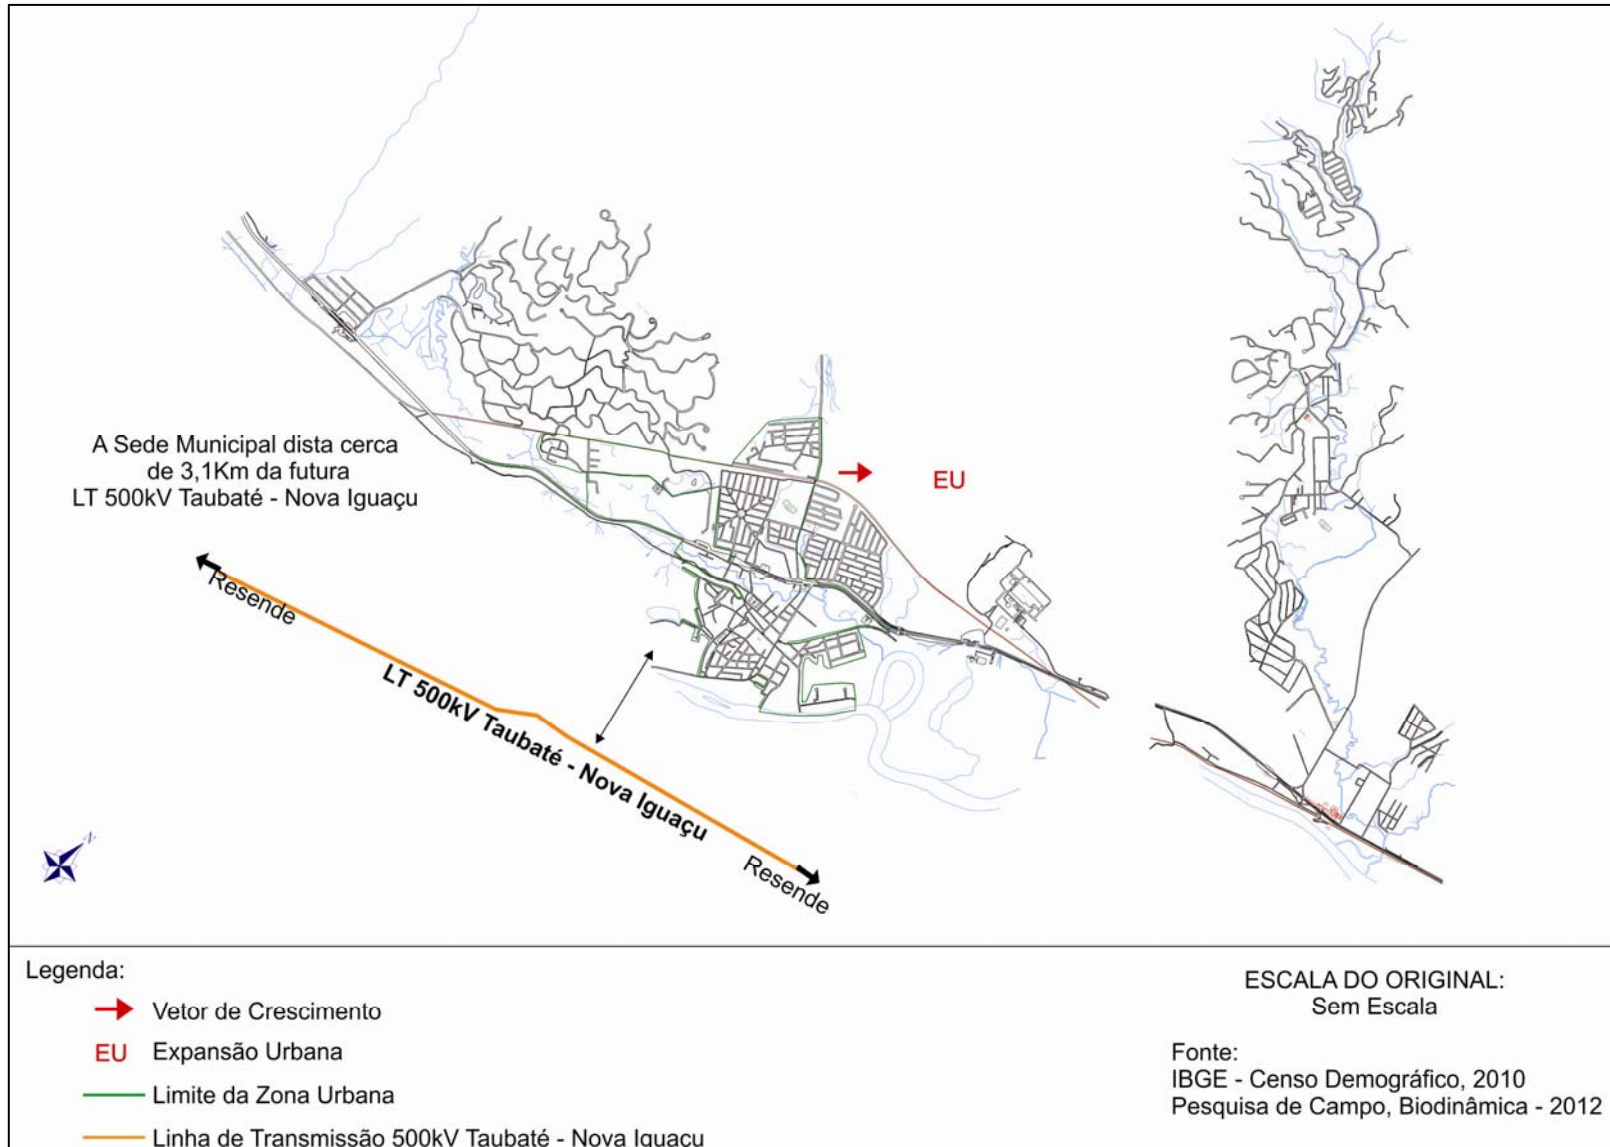 A Sede Municipal dista cerca
de 3,1Km da futura
LT 500kV Taubaté - Nova Iguaçu
EU
Resende
LT 500kV Taubaté - Nova Iguaçu
Resende
N
Legenda:
Vetor de Crescimento
EU Expansão Urbana
Limite da Zona Urbana
Linha de Transmissão 500kV Taubaté - Nova Iguaçu
ESCALA DO ORIGINAL:
Sem Escala
Fonte:
IBGE - Censo Demográfico, 2010
Pesquisa de Campo, Biodinâmica - 2012